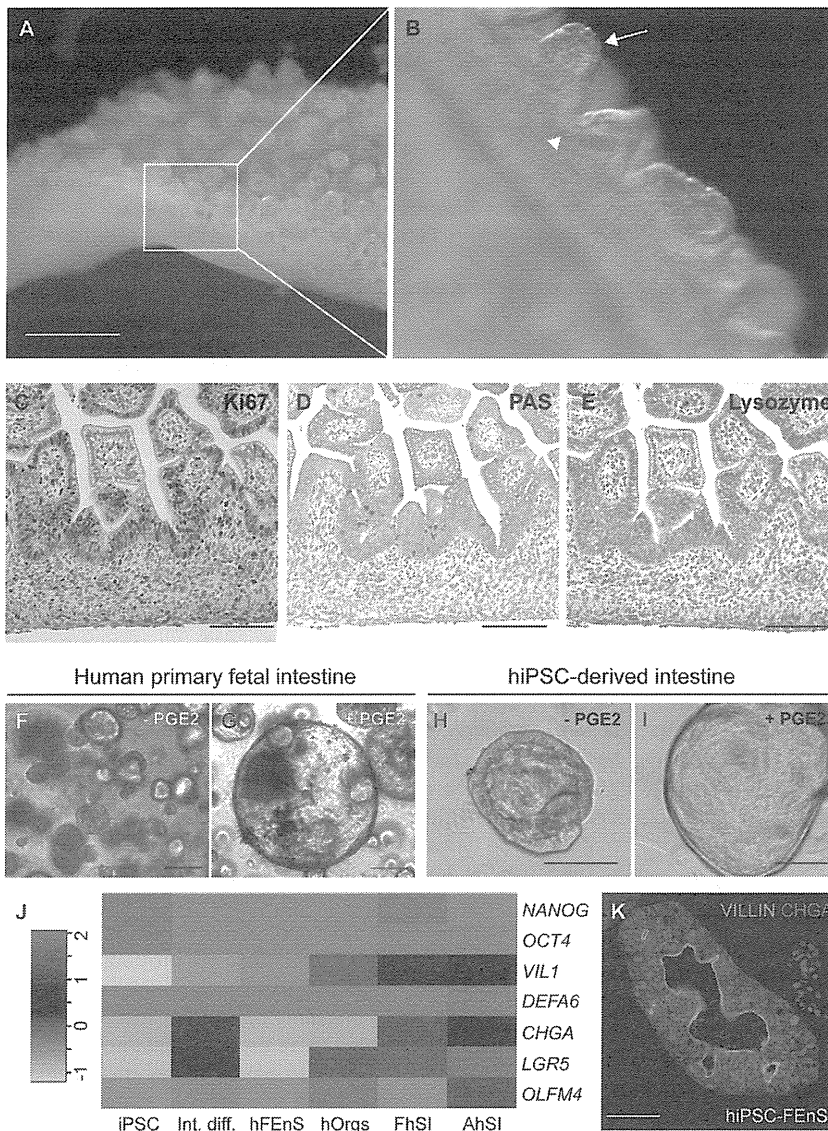 A
B
C
Ki67
D
PAS
E
Lysozyme
Human primary fetal intestine
hiPSC-derived intestine
F
- PGE2
G
+ PGE2
H
- PGE2
I
+ PGE2
J
2
1
0
-1
NANOG
OCT4
VIL1
DEFA6
CHGA
LGR5
OLFM4
iPSC Int. diff. hFEnS hOrgs FhSI AhSI
K
VILLIN CHGA
hiPSC-FEnS